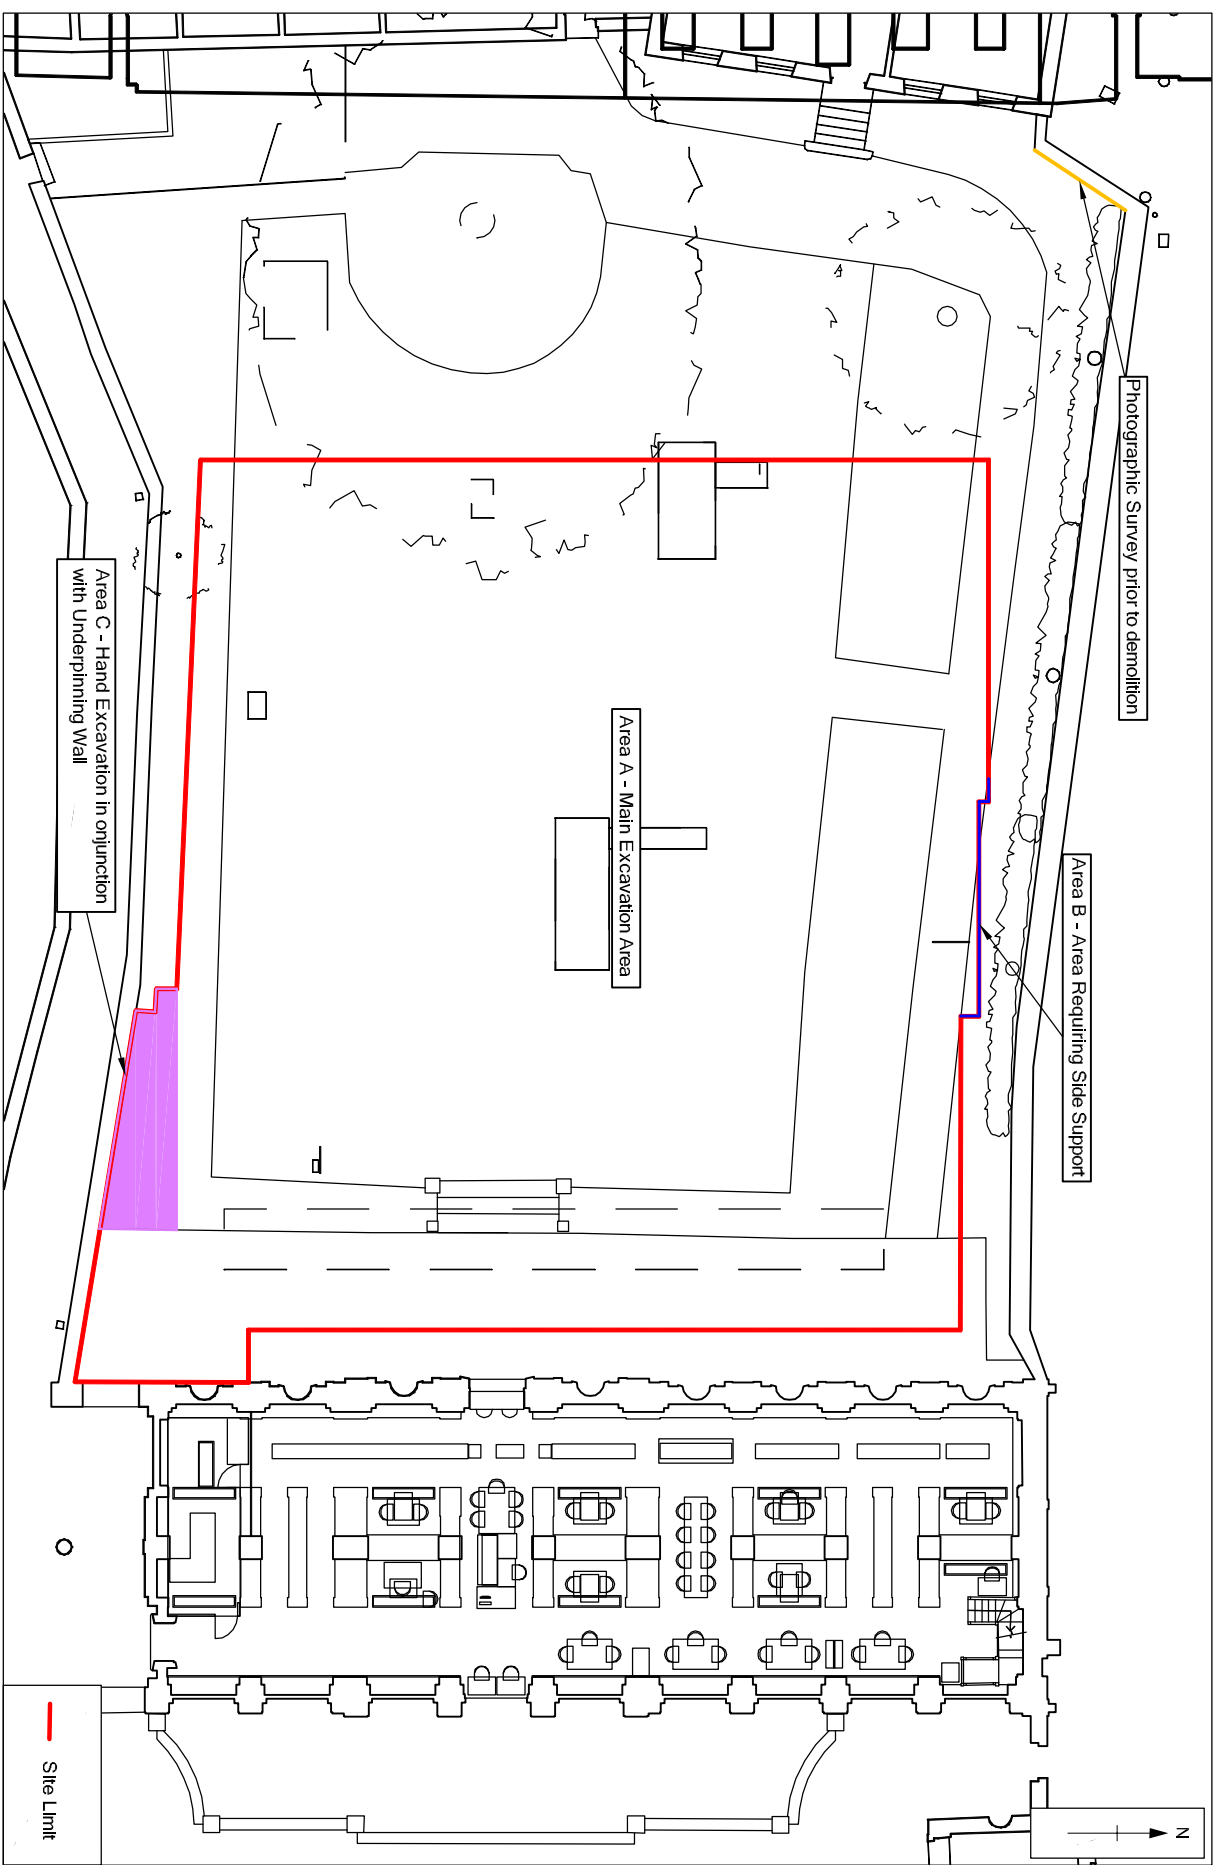 Photographic Survey prior to demolition
Area B - Area Requiring Side Support
Area A - Main Excavation Area
Area C - Hand Excavation in onjunction
with Underpinning Wall
N
Site Limit